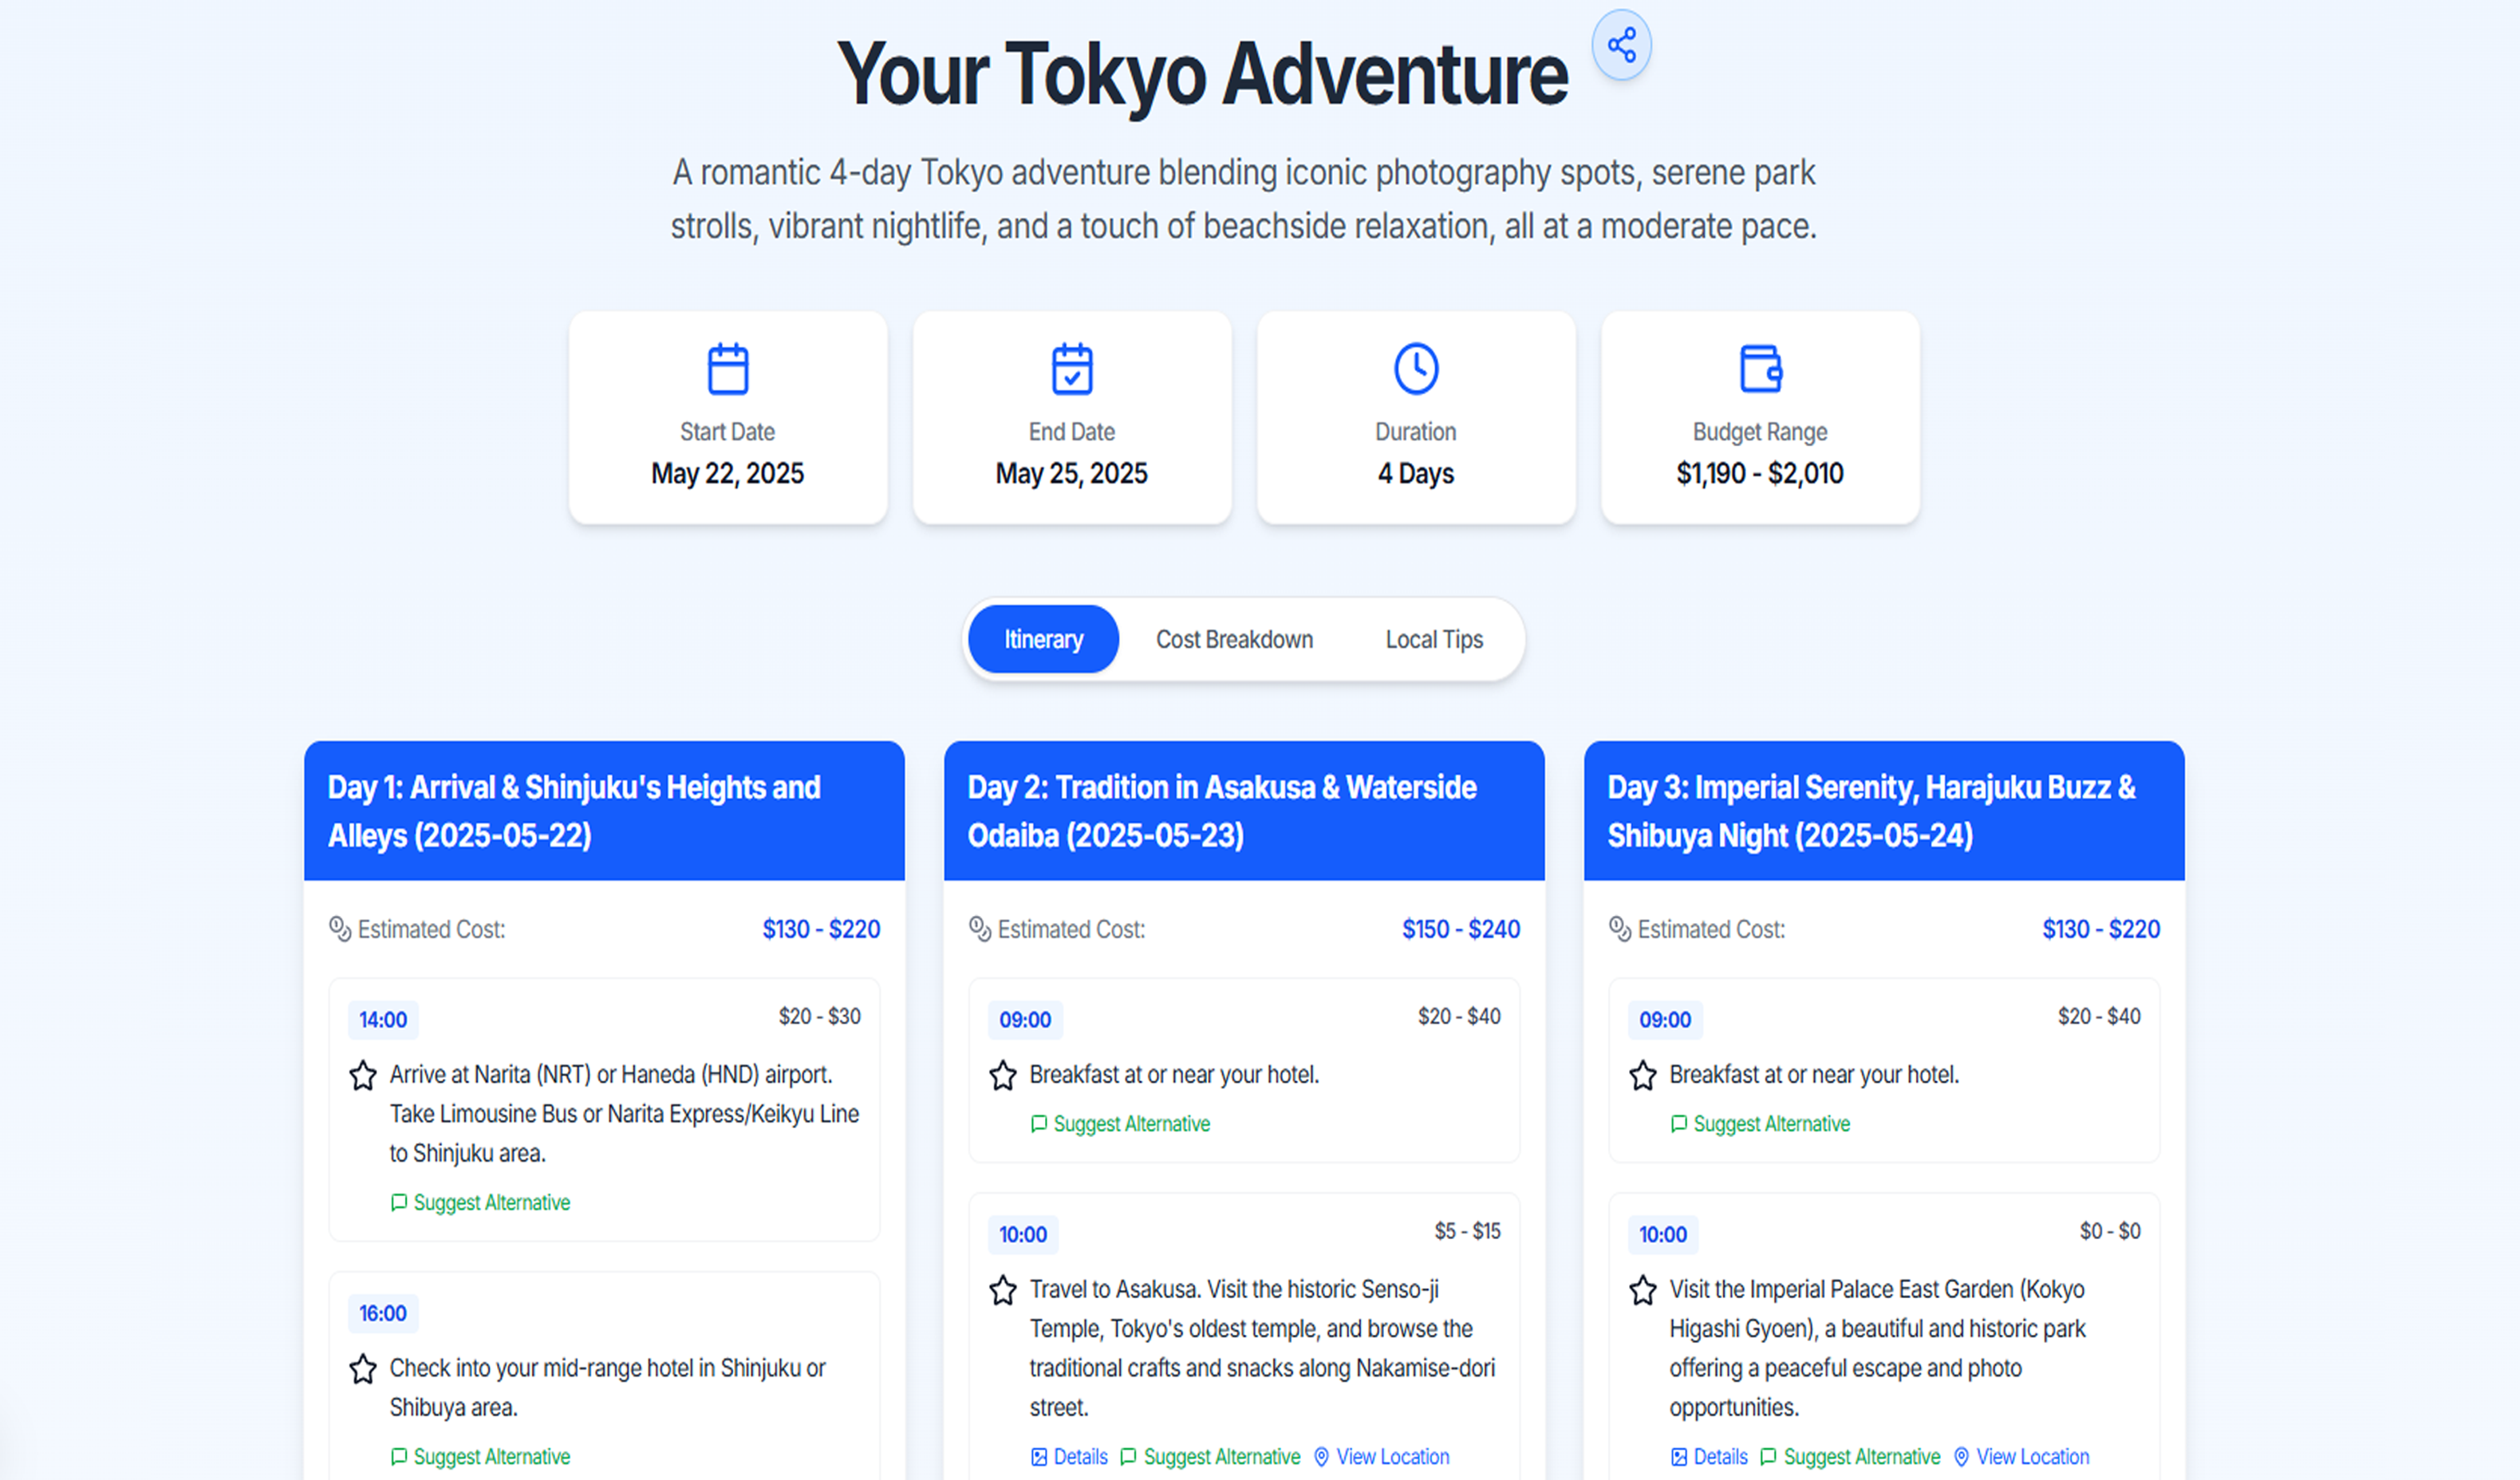 Your Tokyo Adventure
A romantic 4-day Tokyo adventure blending iconic photography spots, serene park
strolls, vibrant nightlife, and a touch of beachside relaxation, all at a moderate pace.
Start Date
May 22, 2025
End Date
May 25, 2025
Duration
4 Days
Budget Range
$1,190 - $2,010
Itinerary
Cost Breakdown
Local Tips
Day 1: Arrival & Shinjuku's Heights and
Alleys (2025-05-22)
Estimated Cost:
$130 - $220
14:00
$20 - $30
Arrive at Narita (NRT) or Haneda (HND) airport.
Take Limousine Bus or Narita Express/Keikyu Line
to Shinjuku area.
Suggest Alternative
16:00
Check into your mid-range hotel in Shinjuku or
Shibuya area.
Suggest Alternative
Day 2: Tradition in Asakusa & Waterside
Odaiba (2025-05-23)
Estimated Cost:
$150 - $240
09:00
$20 - $40
Breakfast at or near your hotel.
Suggest Alternative
10:00
$5 - $15
Travel to Asakusa. Visit the historic Senso-ji
Temple, Tokyo's oldest temple, and browse the
traditional crafts and snacks along Nakamise-dori
street.
Details
Suggest Alternative
View Location
Day 3: Imperial Serenity, Harajuku Buzz &
Shibuya Night (2025-05-24)
Estimated Cost:
$130 - $220
09:00
$20 - $40
Breakfast at or near your hotel.
Suggest Alternative
10:00
$0 - $0
Visit the Imperial Palace East Garden (Kokyo
Higashi Gyoen), a beautiful and historic park
offering a peaceful escape and photo
opportunities.
Details
Suggest Alternative
View Location